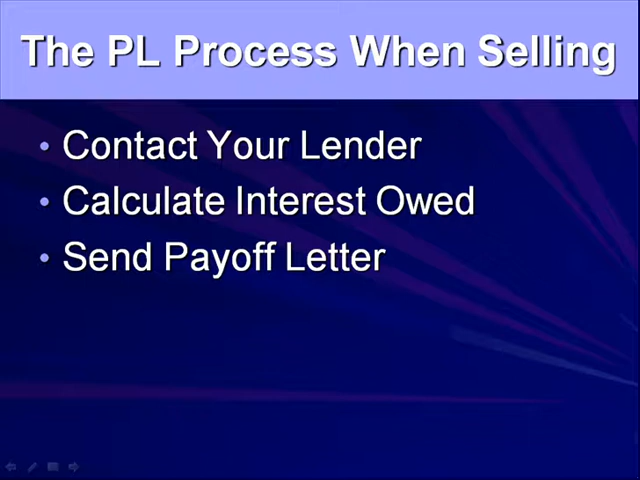 The PL Process When Selling
• Contact Your Lender
• Calculate Interest Owed
• Send Payoff Letter